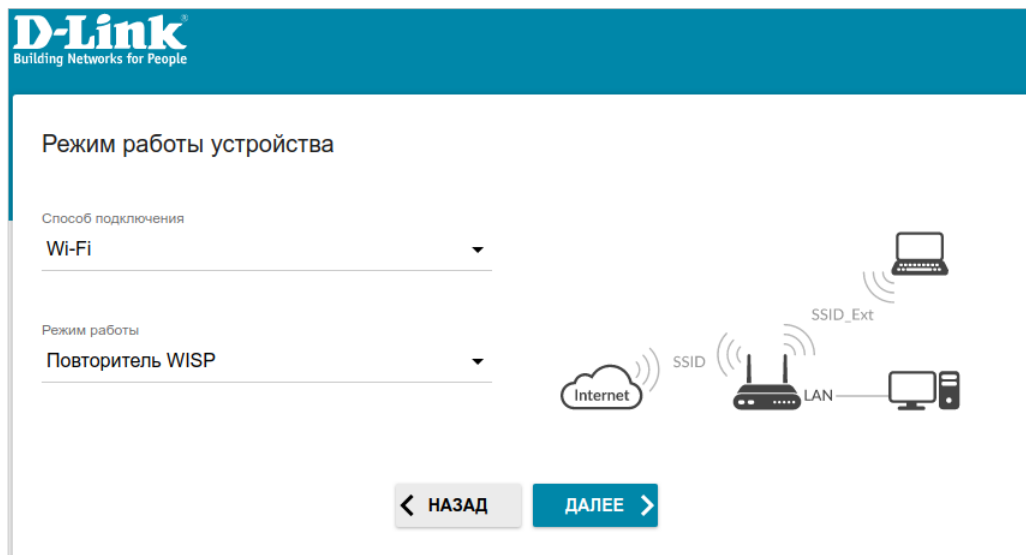 D-Link
Building Networks for People
Режим работы устройства
Способ подключения
Wi-Fi
Режим работы
Повторитель WISP
SSID_Ext
SSID
Internet
LAN
НАЗАД
ДАЛЕЕ